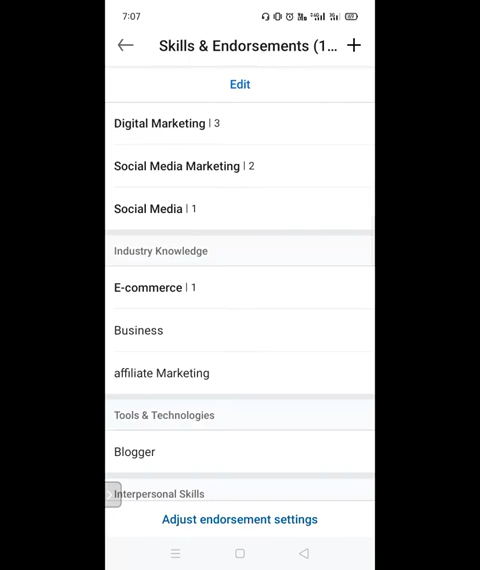 7:07
Skills & Endorsements (1...
Edit
Digital Marketing | 3
Social Media Marketing | 2
Social Media | 1
Industry Knowledge
E-commerce | 1
Business
affiliate Marketing
Tools & Technologies
Blogger
Interpersonal Skills
Adjust endorsement settings